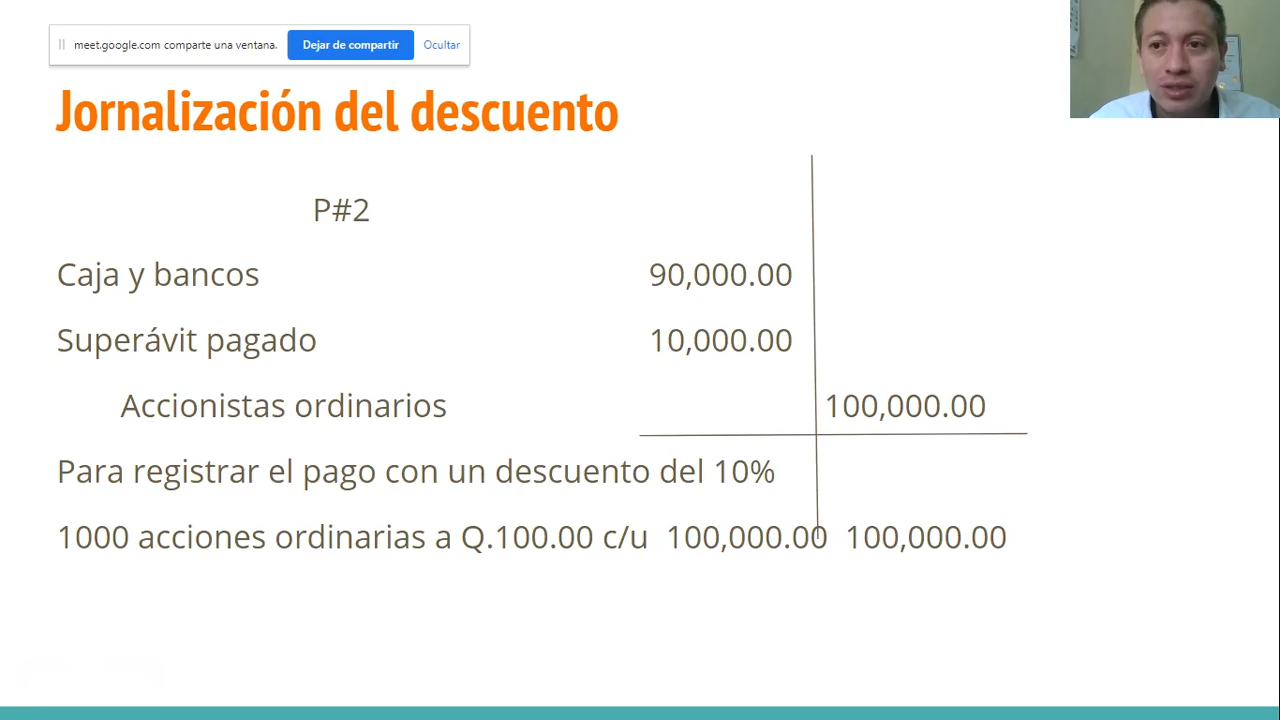 meet.google.com comparte una ventana. Dejar de compartir Ocultar
Jornalización del descuento
P#2
Caja y bancos 90,000.00
Superávit pagado 10,000.00
Accionistas ordinarios 100,000.00
Para registrar el pago con un descuento del 10%
1000 acciones ordinarias a Q.100.00 c/u 100,000.00 100,000.00